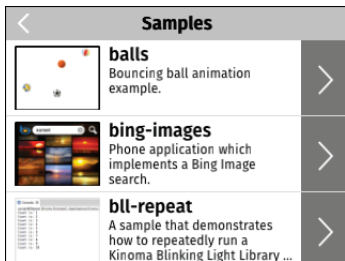 Samples
balls
Bouncing ball animation
example.
bing-images
Phone application which
implements a Bing Image
search.
bll-repeat
A sample that demonstrates
how to repeatedly run a
Kinoma Blinking Light Library ...